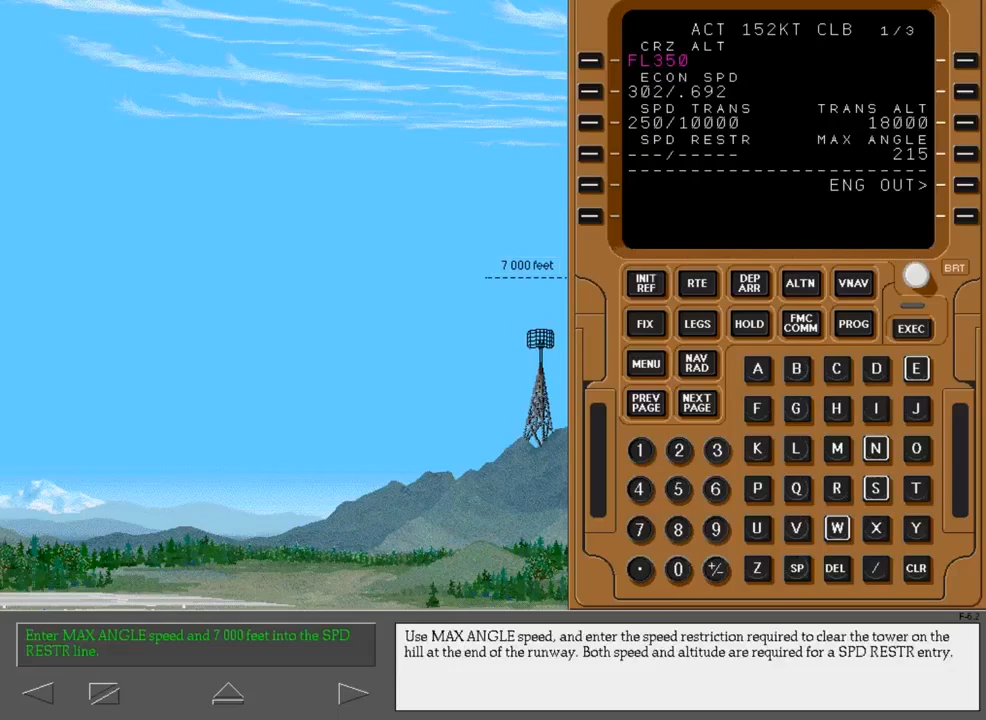 ACT 152KT CLB 1/3
CRZ ALT
FL350
ECON SPD
302/.692
SPD TRANS TRANS ALT
250/10000 18000
SPD RESTR MAX ANGLE
---/----- 215
--------------------------------
ENG OUT>
7 000 feet
BRT
INIT REF RTE DEP ARR ALTN VNAV
FIX LEGS HOLD FMC COMM PROG EXEC
MENU NAV RAD
PREV PAGE NEXT PAGE
A B C D E
F G H I J
1 2 3 K L M N O
4 5 6 P Q R S T
7 8 9 U V W X Y
. 0 +/- Z SP DEL / CLR
F-6.2
Enter MAX ANGLE speed and 7 000 feet into the SPD
RESTR line.
Use MAX ANGLE speed, and enter the speed restriction required to clear the tower on the
hill at the end of the runway. Both speed and altitude are required for a SPD RESTR entry.